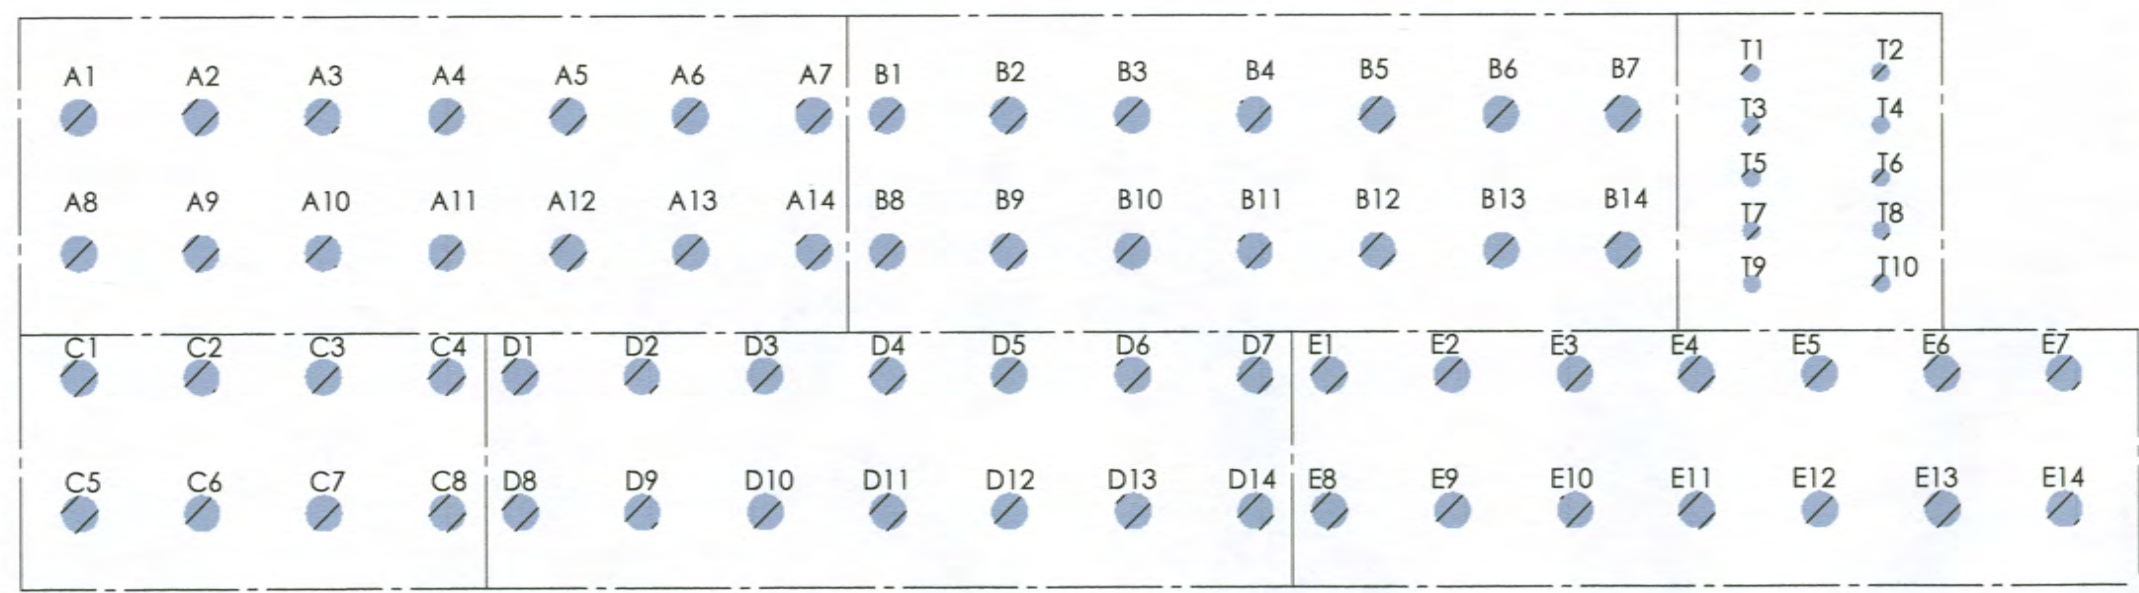 A1 A2 A3 A4 A5 A6 A7 B1 B2 B3 B4 B5 B6 B7 T1 T2
T3 T4
T5 T6
A8 A9 A10 A11 A12 A13 A14 B8 B9 B10 B11 B12 B13 B14 T7 T8
T9 T10
C1 C2 C3 C4 D1 D2 D3 D4 D5 D6 D7 E1 E2 E3 E4 E5 E6 E7
C5 C6 C7 C8 D8 D9 D10 D11 D12 D13 D14 E8 E9 E10 E11 E12 E13 E14